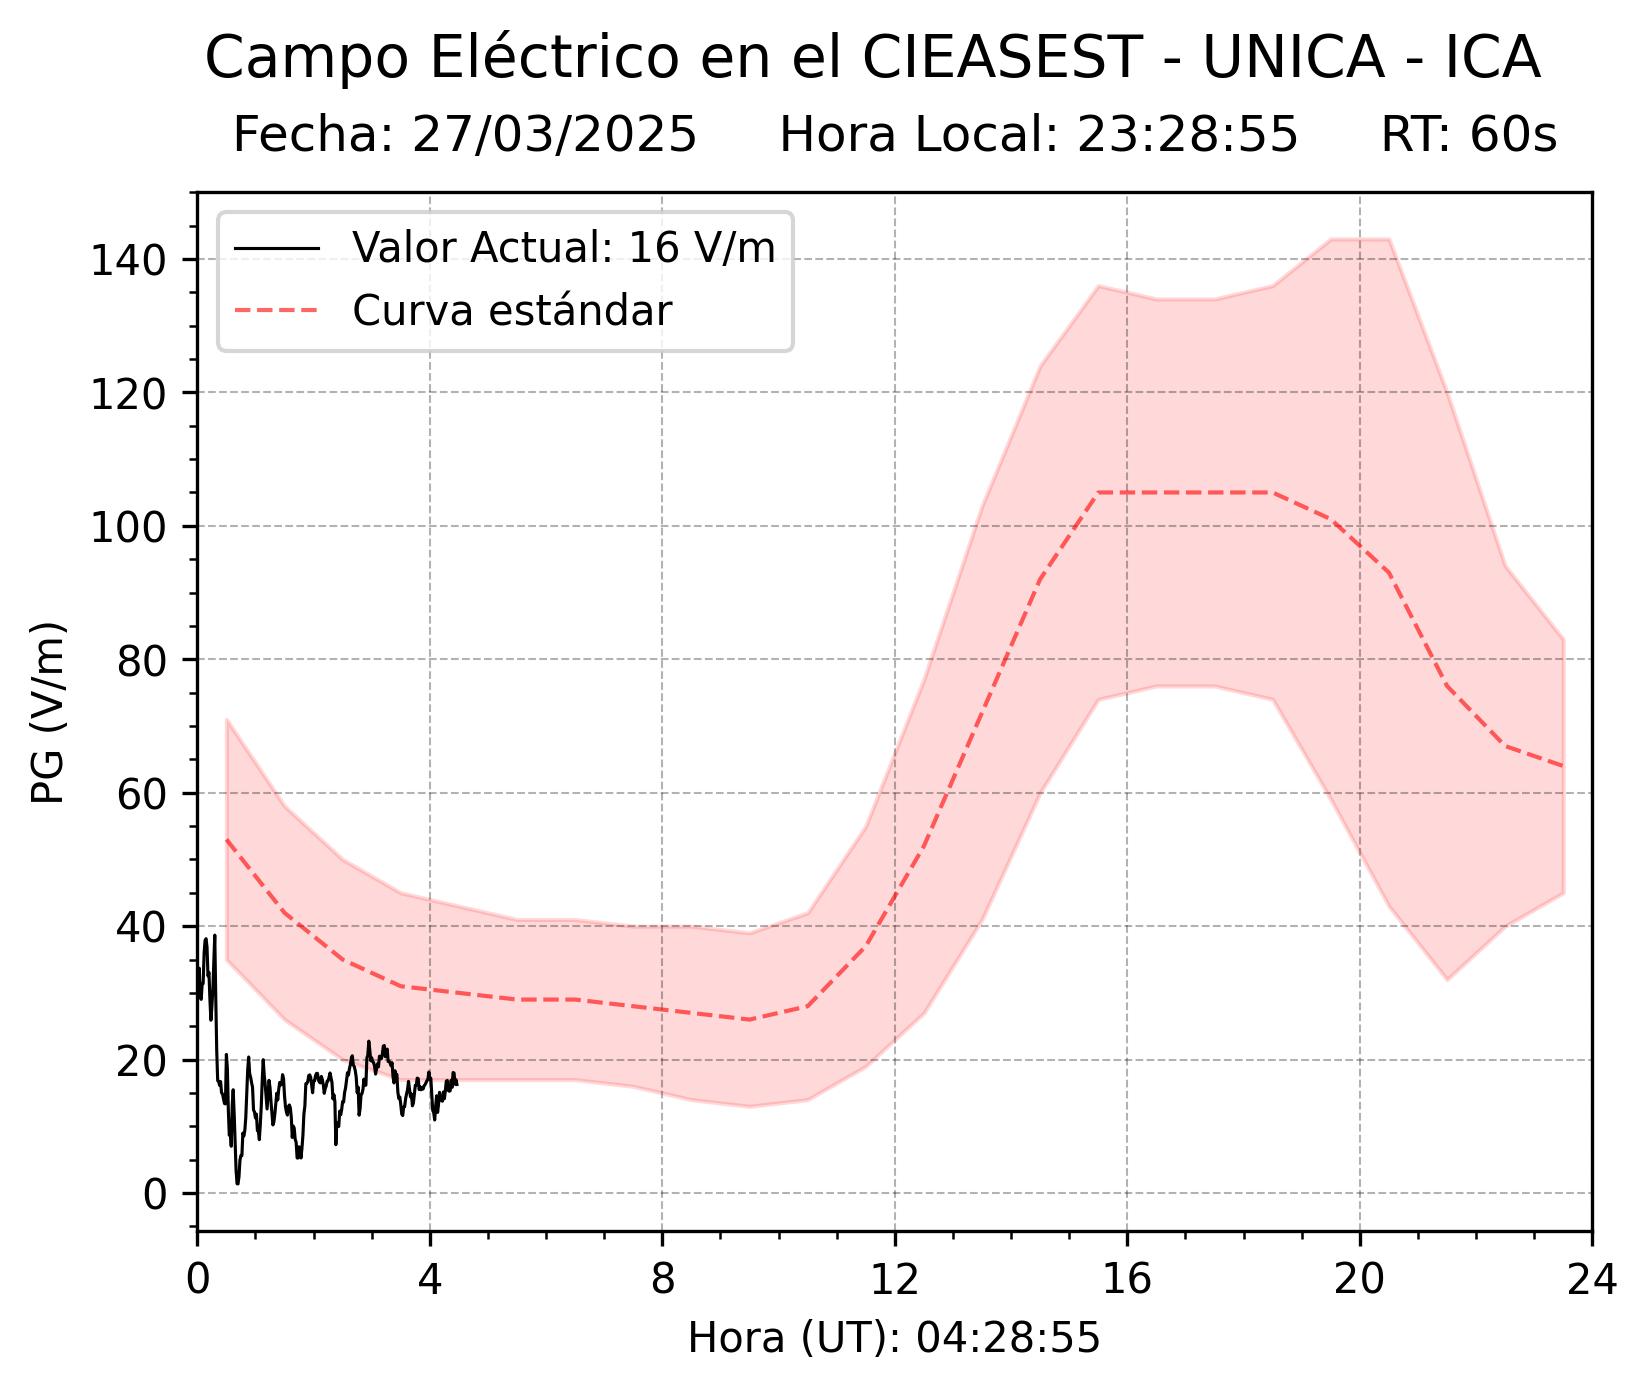 Campo Eléctrico en el CIEASEST - UNICA - ICA
Fecha: 27/03/2025 Hora Local: 23:28:55 RT: 60s
Valor Actual: 16 V/m
Curva estándar
PG (V/m)
140
120
100
80
60
40
20
0
0 4 8 12 16 20 24
Hora (UT): 04:28:55